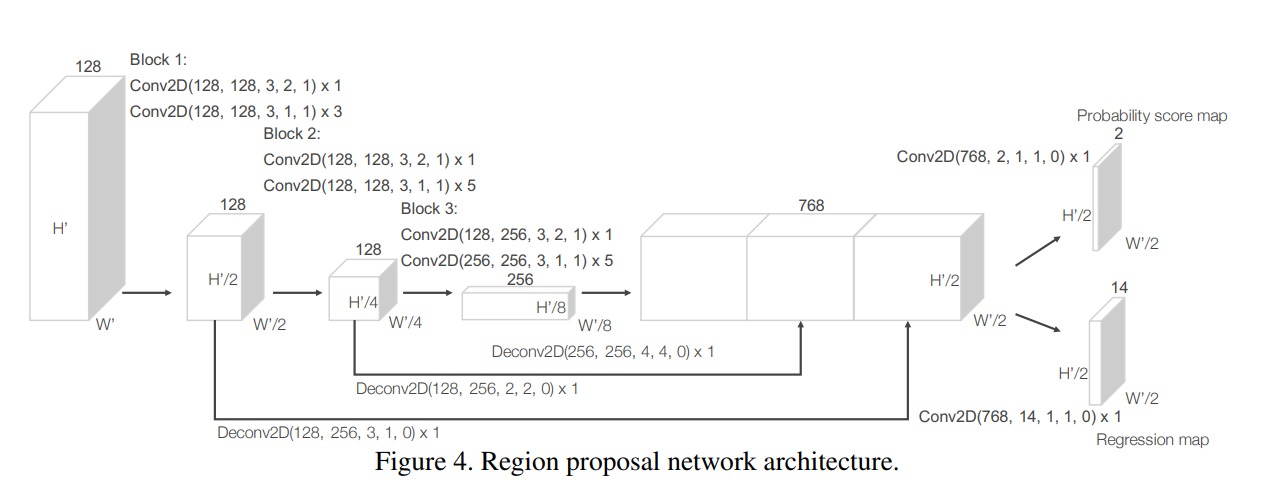 Block 1:
128
Conv2D(128, 128, 3, 2, 1) x 1
Conv2D(128, 128, 3, 1, 1) x 3
H’
W’
Block 2:
Conv2D(128, 128, 3, 2, 1) x 1
Conv2D(128, 128, 3, 1, 1) x 5
128
H’/2
W’/2
Block 3:
Conv2D(128, 256, 3, 2, 1) x 1
Conv2D(256, 256, 3, 1, 1) x 5
128
H’/4
W’/4
256
H’/8
W’/8
768
H’/2
W’/2
Probability score map
2
Conv2D(768, 2, 1, 1, 0) x 1
H’/2
W’/2
14
H’/2
W’/2
Conv2D(768, 14, 1, 1, 0) x 1
Regression map
Deconv2D(256, 256, 4, 4, 0) x 1
Deconv2D(128, 256, 2, 2, 0) x 1
Deconv2D(128, 256, 3, 1, 0) x 1
Figure 4. Region proposal network architecture.